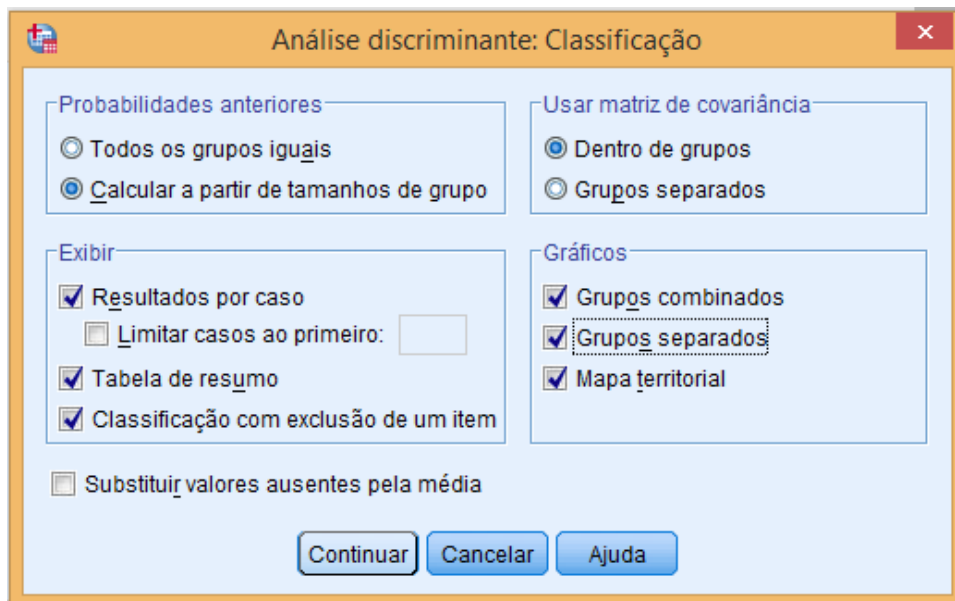 Análise discriminante: Classificação
Probabilidades anteriores
Todos os grupos iguais
Calcular a partir de tamanhos de grupo
Usar matriz de covariância
Dentro de grupos
Grupos separados
Exibir
Resultados por caso
Limitar casos ao primeiro:
Tabela de resumo
Classificação com exclusão de um item
Gráficos
Grupos combinados
Grupos separados
Mapa territorial
Substituir valores ausentes pela média
Continuar Cancelar Ajuda